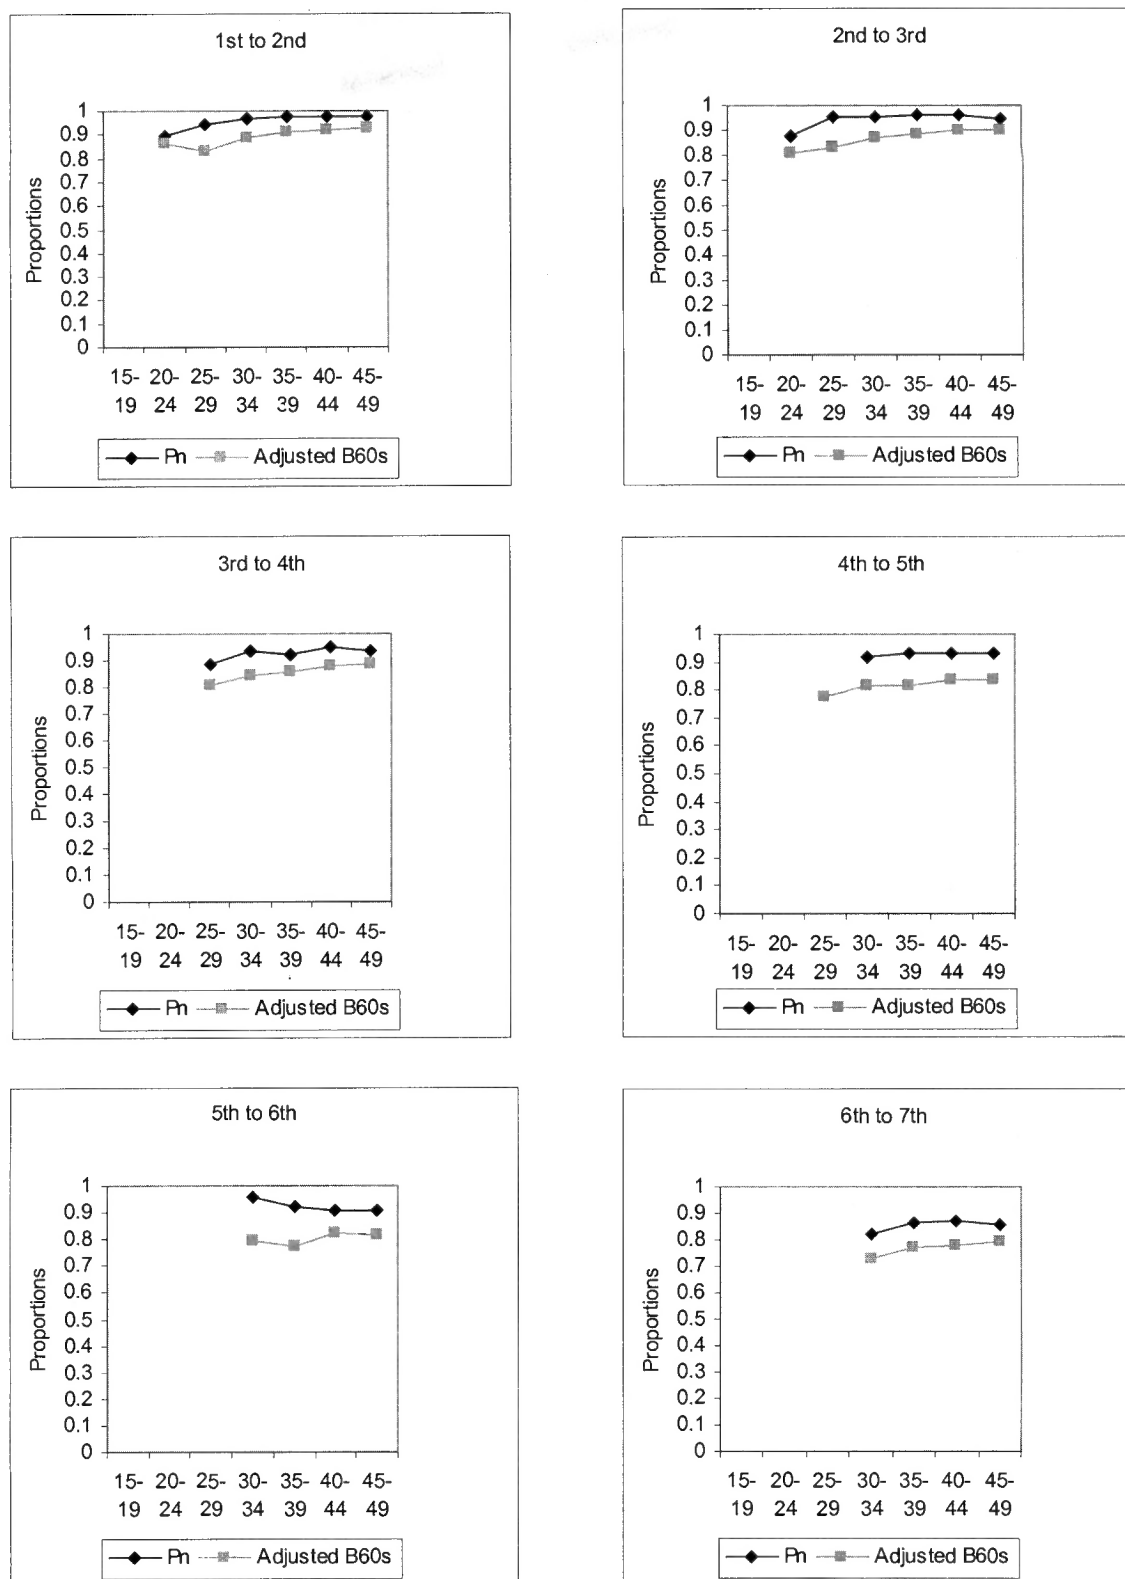 1st to 2nd
Proportions
1
0.9
0.8
0.7
0.6
0.5
0.4
0.3
0.2
0.1
0
15- 20- 25- 30- 35- 40- 45-
19 24 29 34 39 44 49
Pn Adjusted B60s
2nd to 3rd
Proportions
1
0.9
0.8
0.7
0.6
0.5
0.4
0.3
0.2
0.1
0
15- 20- 25- 30- 35- 40- 45-
19 24 29 34 39 44 49
Pn Adjusted B60s
3rd to 4th
Proportions
1
0.9
0.8
0.7
0.6
0.5
0.4
0.3
0.2
0.1
0
15- 20- 25- 30- 35- 40- 45-
19 24 29 34 39 44 49
Pn Adjusted B60s
4th to 5th
Proportions
1
0.9
0.8
0.7
0.6
0.5
0.4
0.3
0.2
0.1
0
15- 20- 25- 30- 35- 40- 45-
19 24 29 34 39 44 49
Pn Adjusted B60s
5th to 6th
Proportions
1
0.9
0.8
0.7
0.6
0.5
0.4
0.3
0.2
0.1
0
15- 20- 25- 30- 35- 40- 45-
19 24 29 34 39 44 49
Pn Adjusted B60s
6th to 7th
Proportions
1
0.9
0.8
0.7
0.6
0.5
0.4
0.3
0.2
0.1
0
15- 20- 25- 30- 35- 40- 45-
19 24 29 34 39 44 49
Pn Adjusted B60s